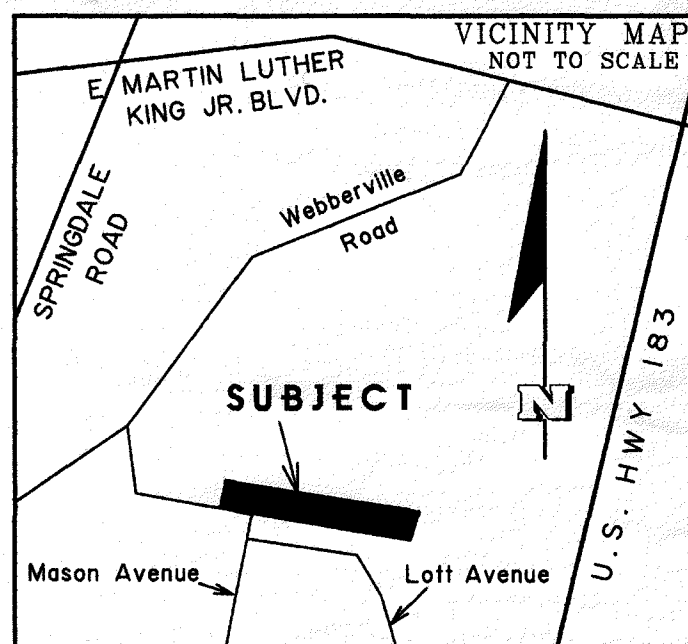 VICINITY MAP
NOT TO SCALE
E MARTIN LUTHER
KING JR. BLVD.
SPRINGDALE
ROAD
Webberville
Road
U.S. HWY 183
N
SUBJECT
Mason Avenue
Lott Avenue